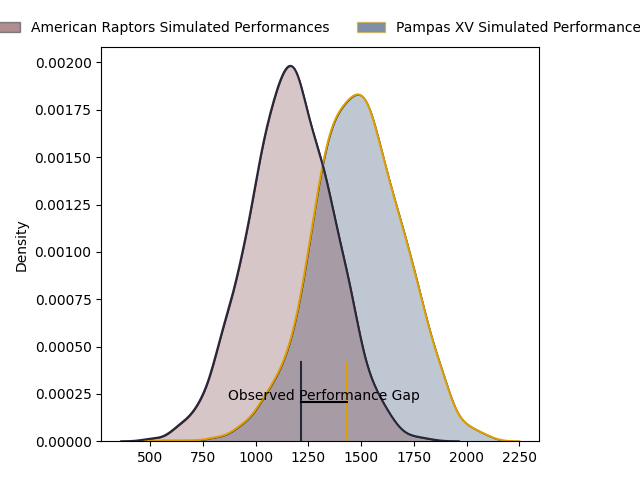 American Raptors Simulated Performances
Pampas XV Simulated Performance
0.00200
0.00175
0.00150
0.00125
0.00100
0.00075
0.00050
0.00025
0.00000
Density
Observed Performance Gap
500 750 1000 1250 1500 1750 2000 2250